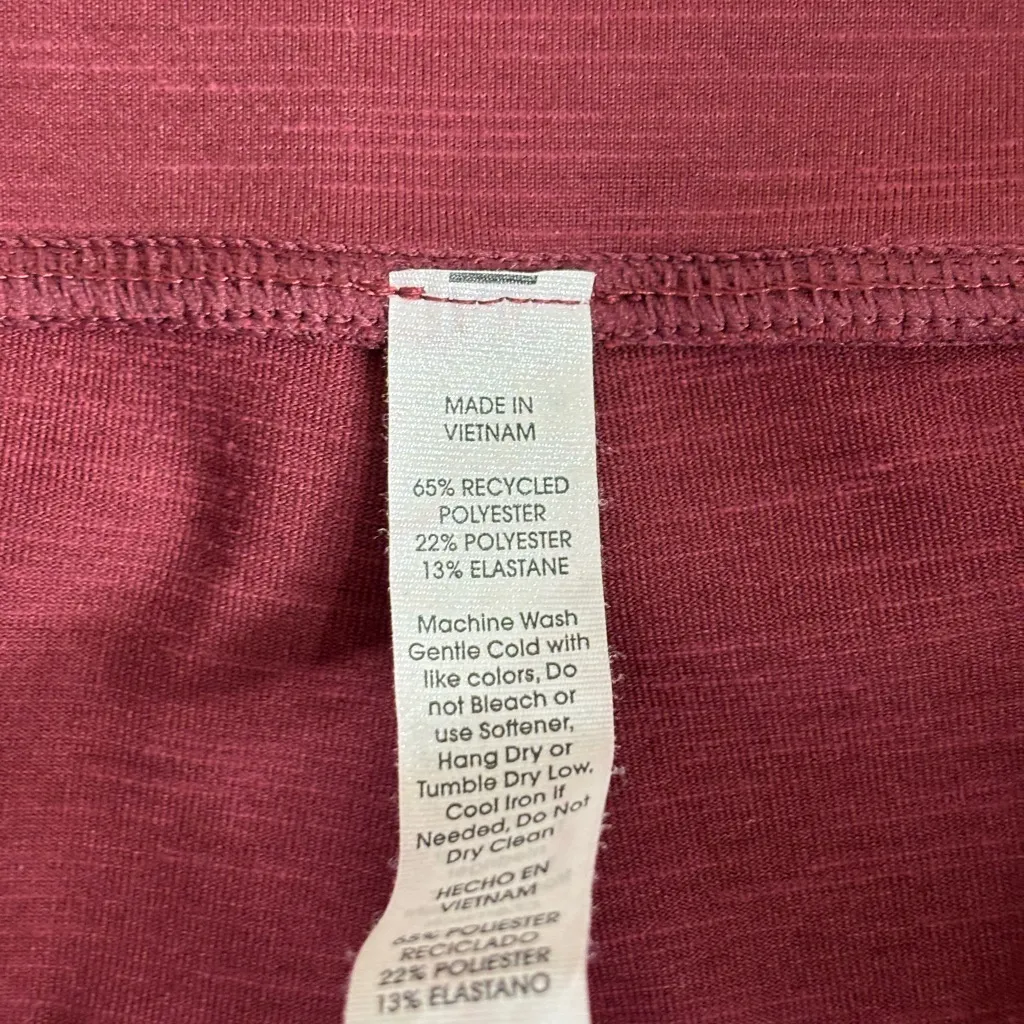 MADE IN
VIETNAM
65% RECYCLED
POLYESTER
22% POLYESTER
13% ELASTANE
Machine Wash
Gentle Cold with
like colors, Do
not Bleach or
use Softener,
Hang Dry or
Tumble Dry Low.
Cool Iron if
Needed, Do Not
Dry Clean
HECHO EN
VIETNAM
65% POLIESTER
RECICLADO
22% POLIESTER
13% ELASTANO